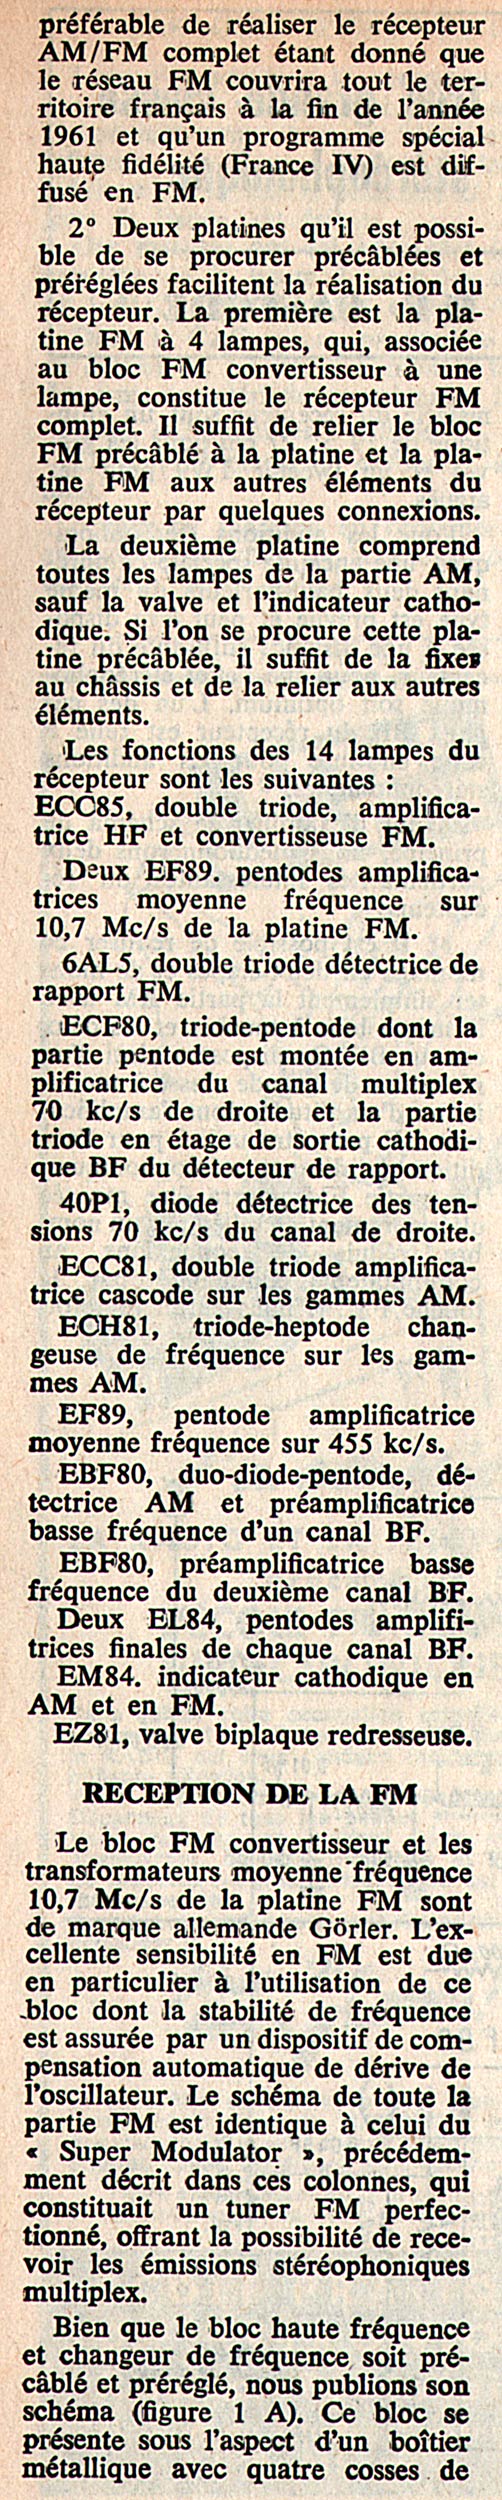 préférable de réaliser le récepteur
AM/FM complet étant donné que
le réseau FM couvrira tout le ter-
ritoire français à la fin de l'année
1961 et qu'un programme spécial
haute fidélité (France IV) est dif-
fusé en FM.
2° Deux platines qu'il est possi-
ble de se procurer précâblées et
préréglées facilitent la réalisation du
récepteur. La première est la pla-
tine FM à 4 lampes, qui, associée
au bloc FM convertisseur à une
lampe, constitue le récepteur FM
complet. Il suffit de relier le bloc
FM précâblé à la platine et la pla-
tine FM aux autres éléments du
récepteur par quelques connexions.
La deuxième platine comprend
toutes les lampes de la partie AM,
sauf la valve et l'indicateur catho-
dique. Si l'on se procure cette pla-
tine précâblée, il suffit de la fixer
au châssis et de la relier aux autres
éléments.
Les fonctions des 14 lampes du
récepteur sont les suivantes :
ECC85, double triode, amplifica-
trice HF et convertisseuse FM.
Deux EF89. pentodes amplifica-
trices moyenne fréquence sur
10,7 Mc/s de la platine FM.
6AL5, double triode détectrice de
rapport FM.
ECF80, triode-pentode dont la
partie pentode est montée en am-
plificatrice du canal multiplex
70 kc/s de droite et la partie
triode en étage de sortie cathodi-
que BF du détecteur de rapport.
40P1, diode détectrice des ten-
sions 70 kc/s du canal de droite.
ECC81, double triode amplifica-
trice cascode sur les gammes AM.
ECH81, triode-heptode chan-
geuse de fréquence sur les gam-
mes AM.
EF89, pentode amplificatrice
moyenne fréquence sur 455 kc/s.
EBF80, duo-diode-pentode, dé-
tectrice AM et préamplificatrice
basse fréquence d'un canal BF.
EBF80, préamplificatrice basse
fréquence du deuxième canal BF.
Deux EL84, pentodes amplifi-
trices finales de chaque canal BF.
EM84. indicateur cathodique en
AM et en FM.
EZ81, valve biplaque redresseuse.
RECEPTION DE LA FM
Le bloc FM convertisseur et les
transformateurs moyenne fréquence
10,7 Mc/s de la platine FM sont
de marque allemande Görler. L'ex-
cellente sensibilité en FM est due
en particulier à l'utilisation de ce
bloc dont la stabilité de fréquence
est assurée par un dispositif de com-
pensation automatique de dérive de
l'oscillateur. Le schéma de toute la
partie FM est identique à celui du
« Super Modulator », précédem-
ment décrit dans ces colonnes, qui
constituait un tuner FM perfec-
tionné, offrant la possibilité de rece-
voir les émissions stéréophoniques
multiplex.
Bien que le bloc haute fréquence
et changeur de fréquence soit pré-
câblé et préréglé, nous publions son
schéma (figure 1 A). Ce bloc se
présente sous l'aspect d'un boîtier
métallique avec quatre cosses de